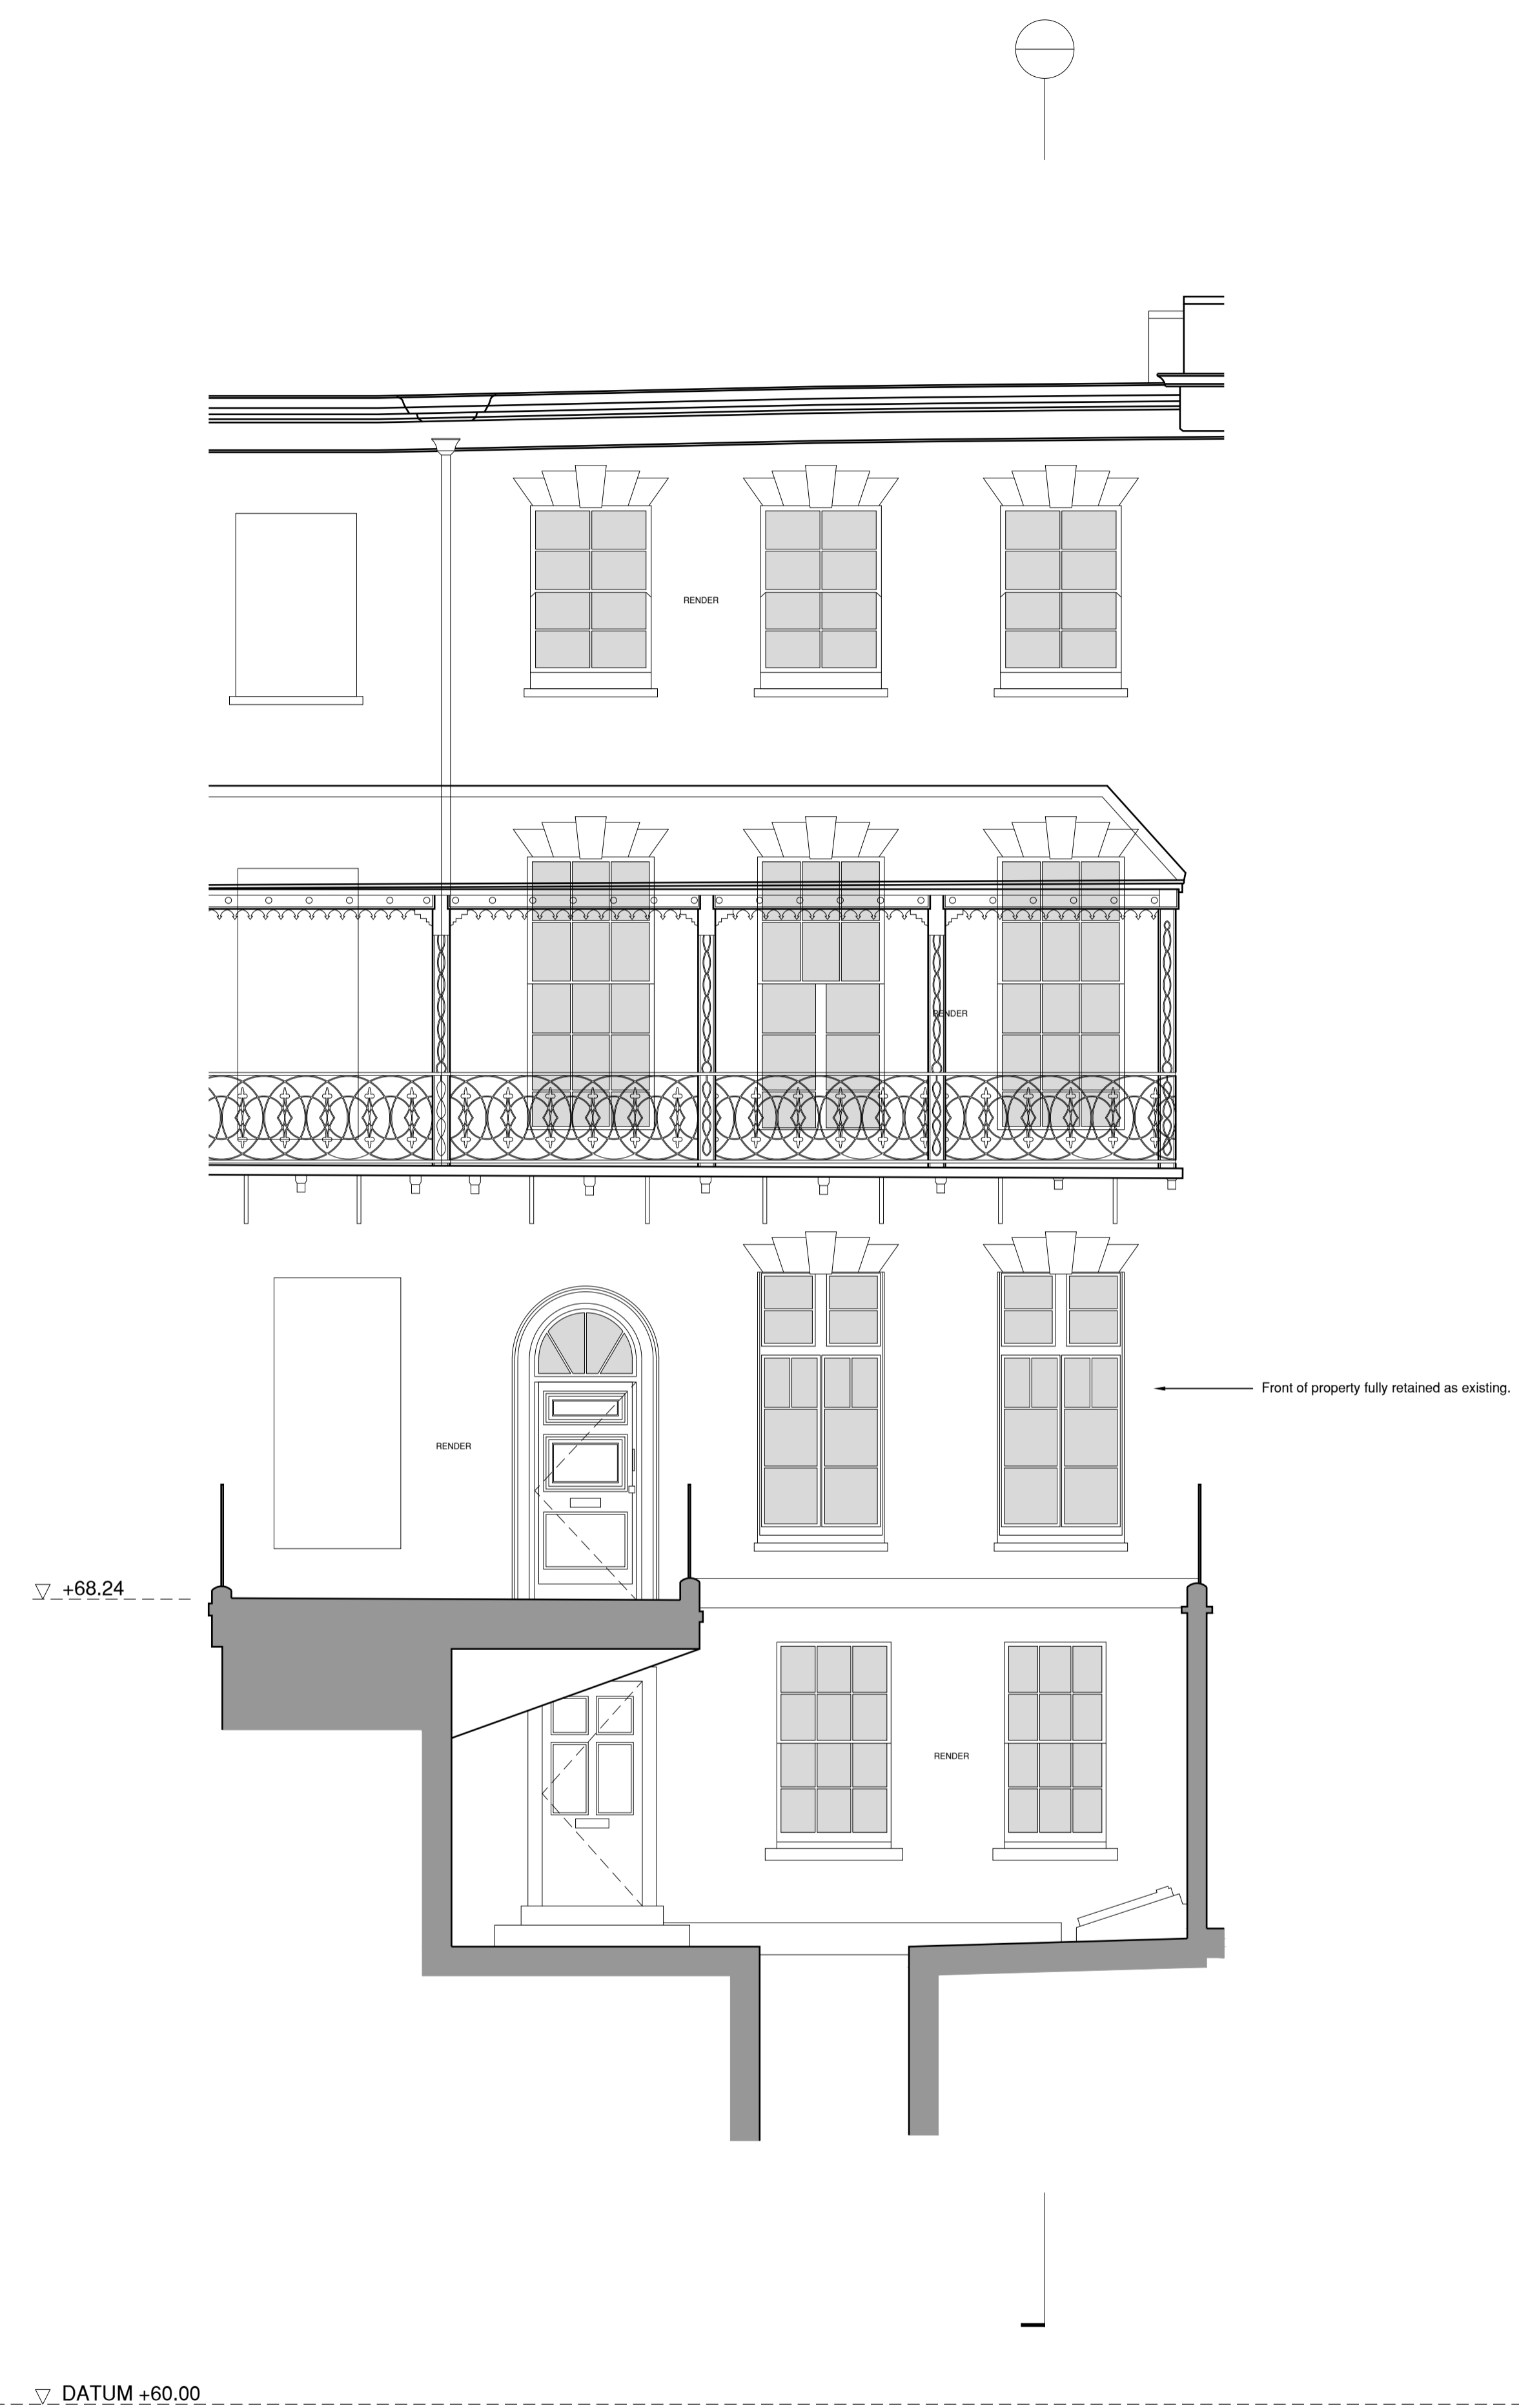 RENDER
RENDER
Front of property fully retained as existing.
RENDER
+68.24
RENDER
DATUM +60.00